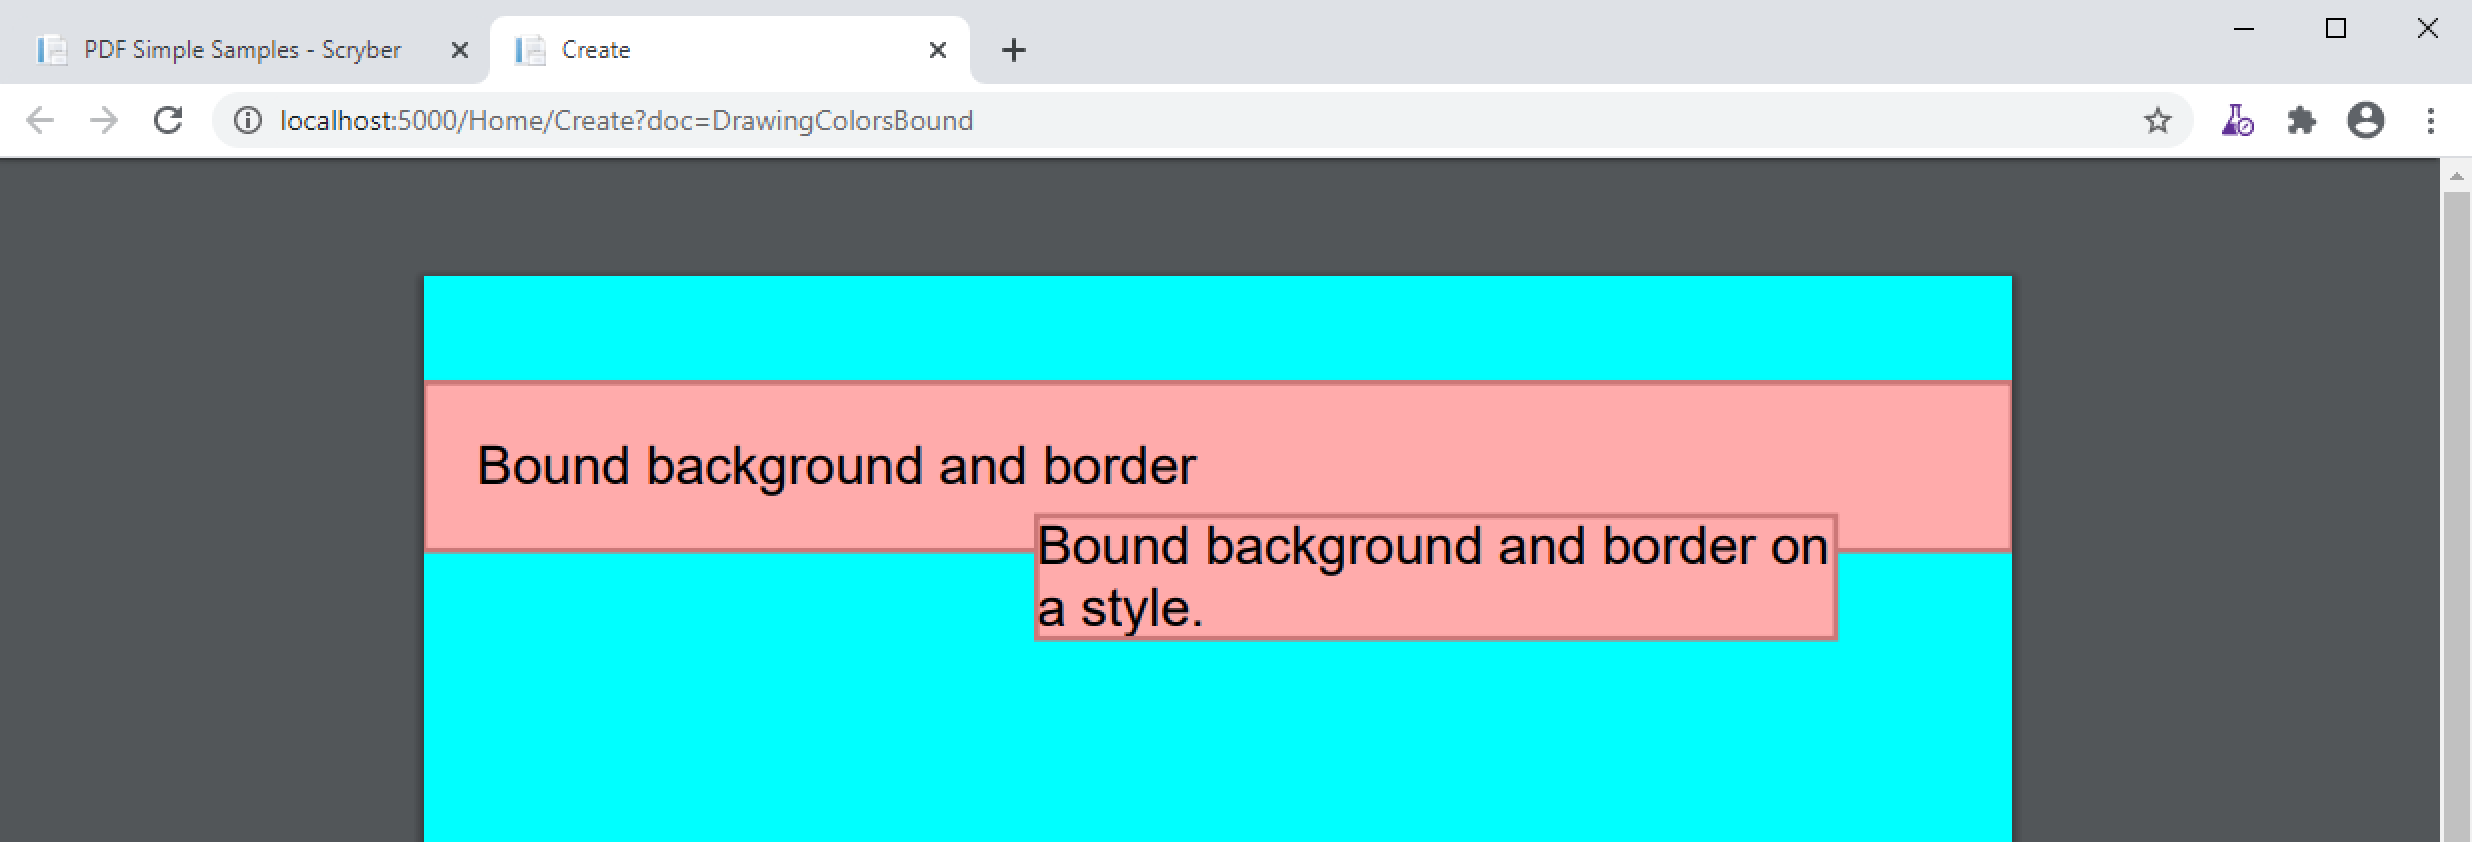 PDF Simple Samples - Scryber
Create
localhost:5000/Home/Create?doc=DrawingColorsBound
Bound background and border
Bound background and border on
a style.